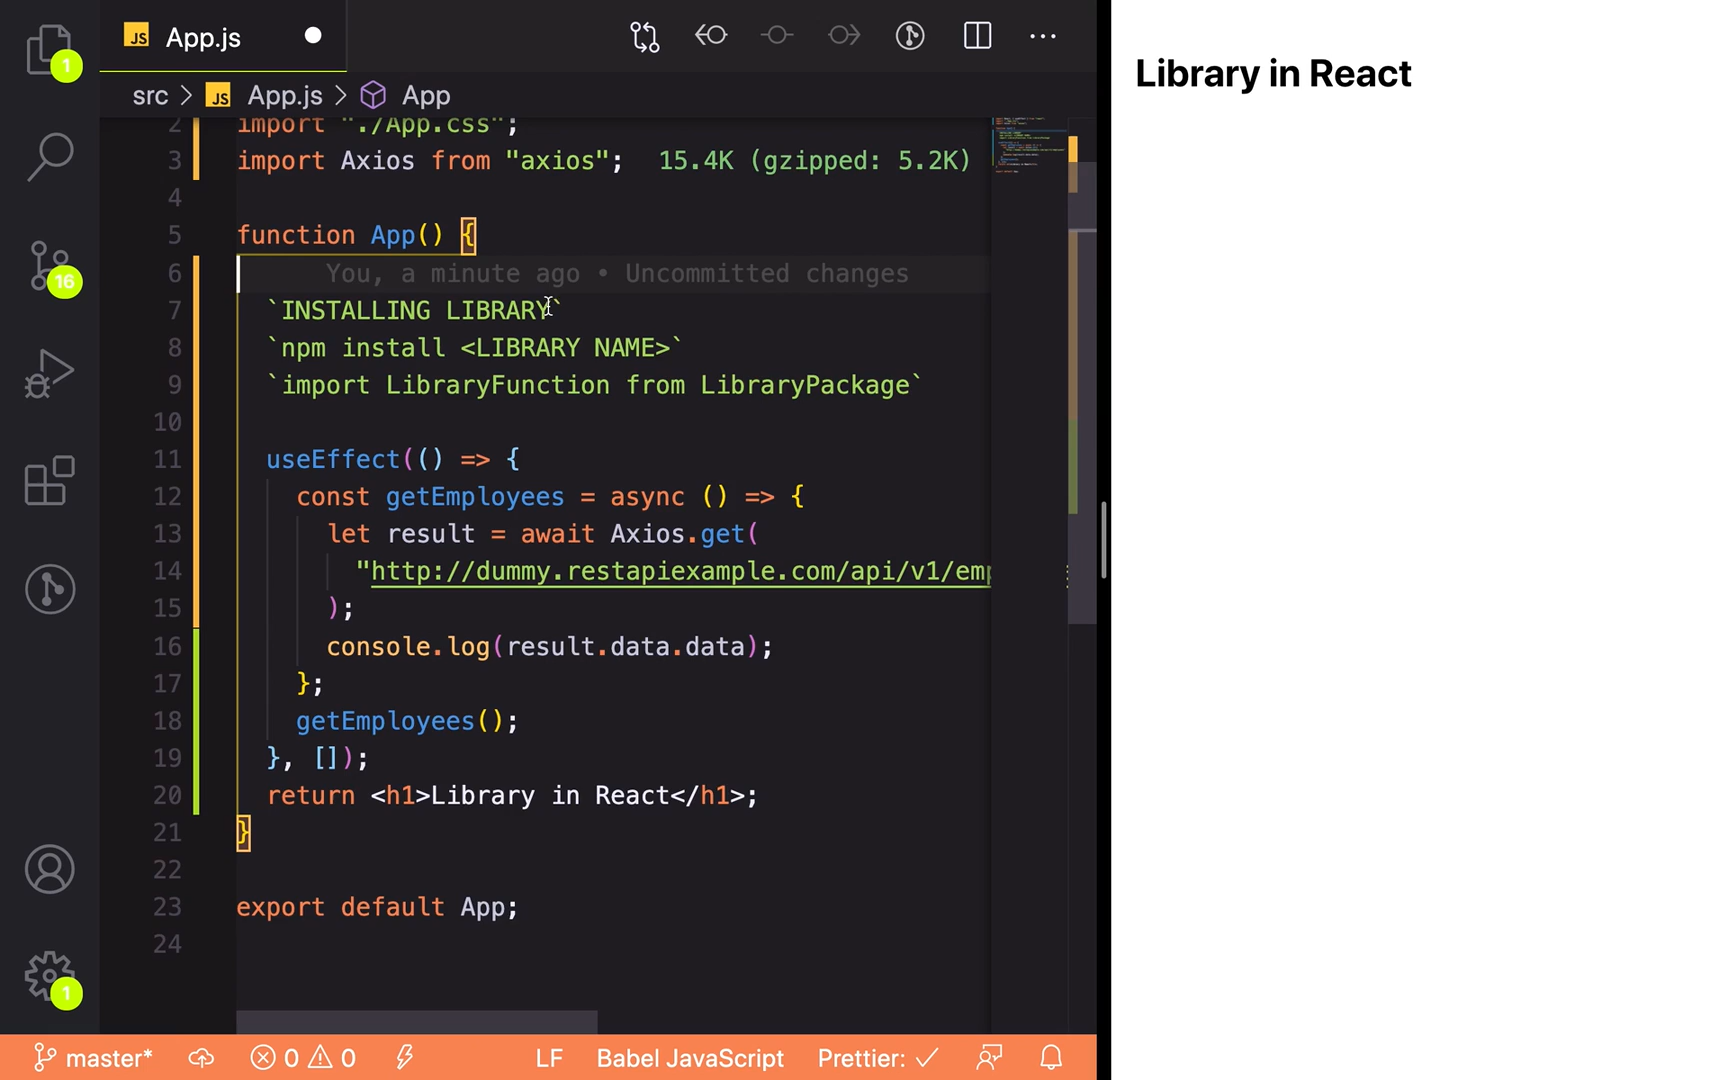 JS App.js
src > JS App.js > App
Library in React
2 import "./App.css";
3 import Axios from "axios"; 15.4K (gzipped: 5.2K)
4
5 function App() {
6 You, a minute ago • Uncommitted changes
7 `INSTALLING LIBRARY`
8 `npm install <LIBRARY NAME>`
9 `import LibraryFunction from LibraryPackage`
10
11 useEffect(() => {
12 const getEmployees = async () => {
13 let result = await Axios.get(
14 "http://dummy.restapiexample.com/api/v1/emp
15 );
16 console.log(result.data.data);
17 };
18 getEmployees();
19 }, []);
20 return <h1>Library in React</h1>;
21 }
22
23 export default App;
24
1
16
1
master* 0 0 LF Babel JavaScript Prettier: ✓